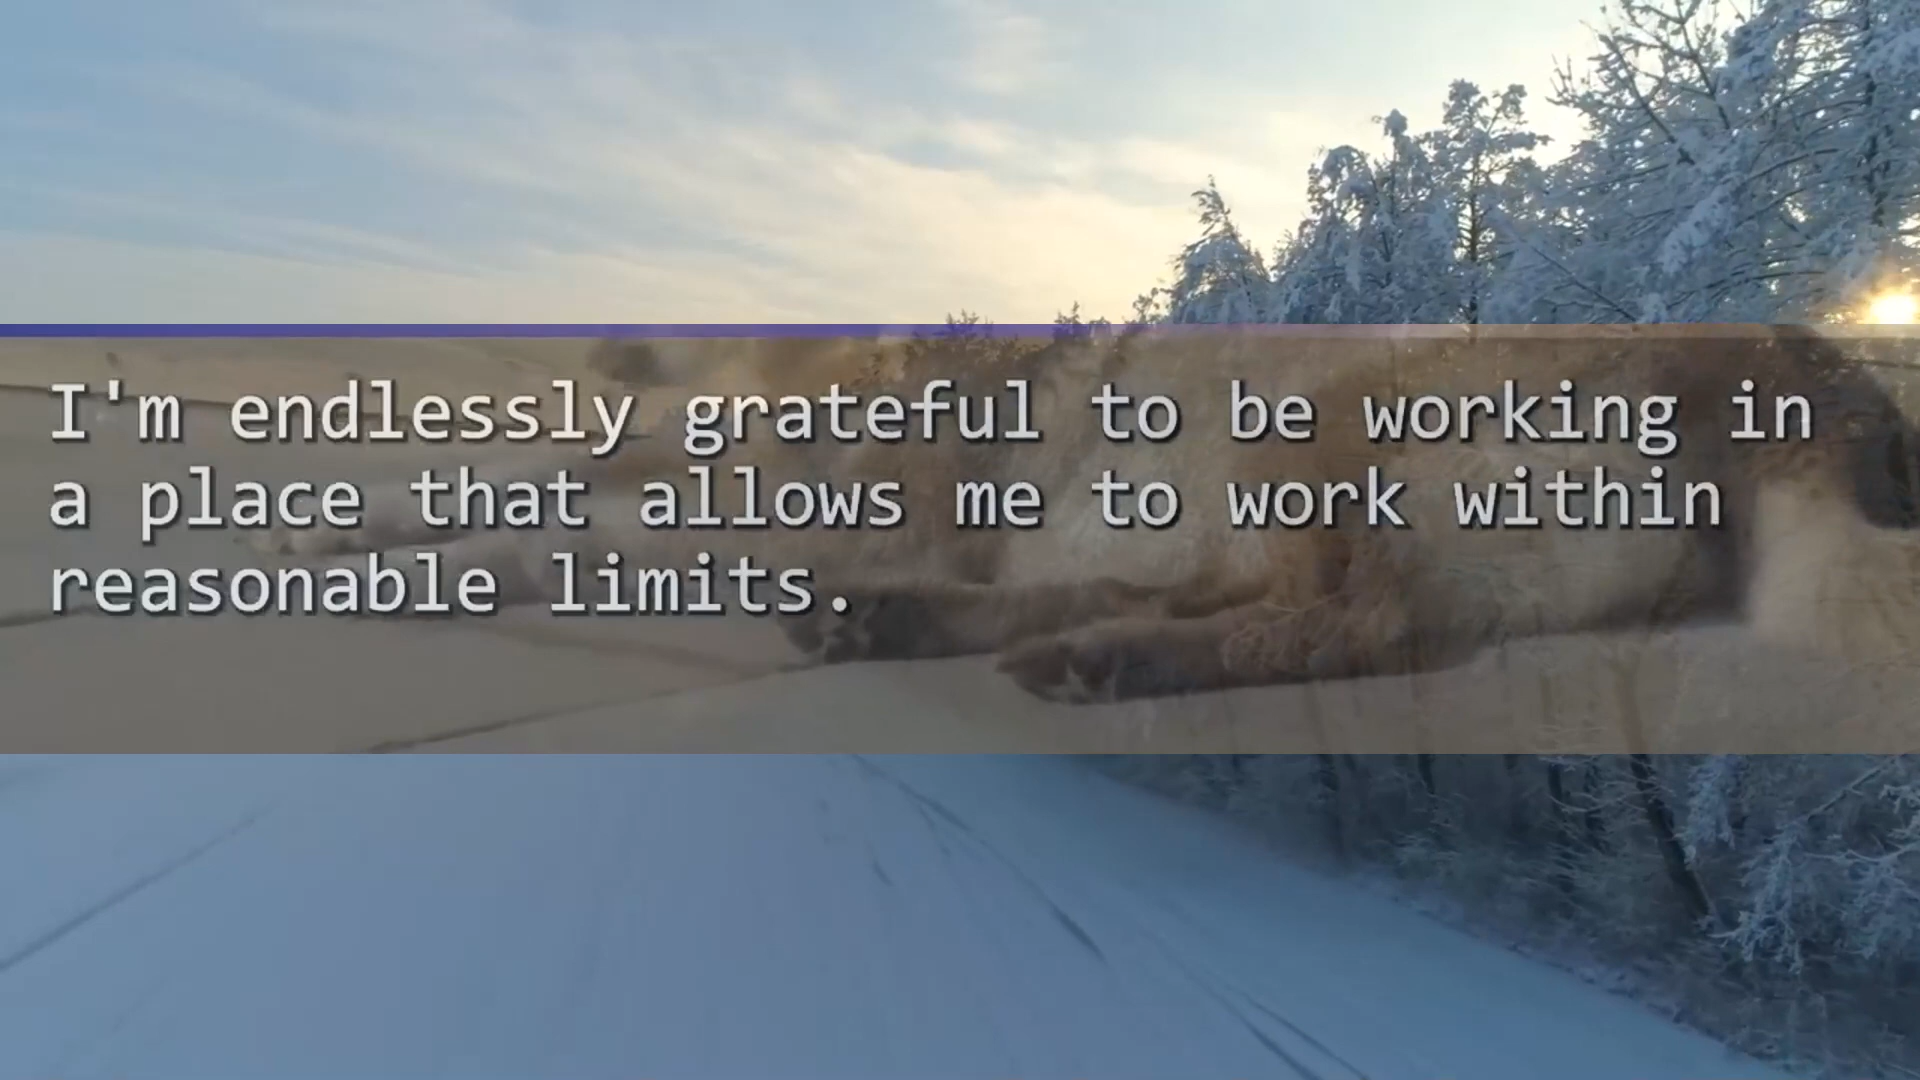 I'm endlessly grateful to be working in
a place that allows me to work within
reasonable limits.